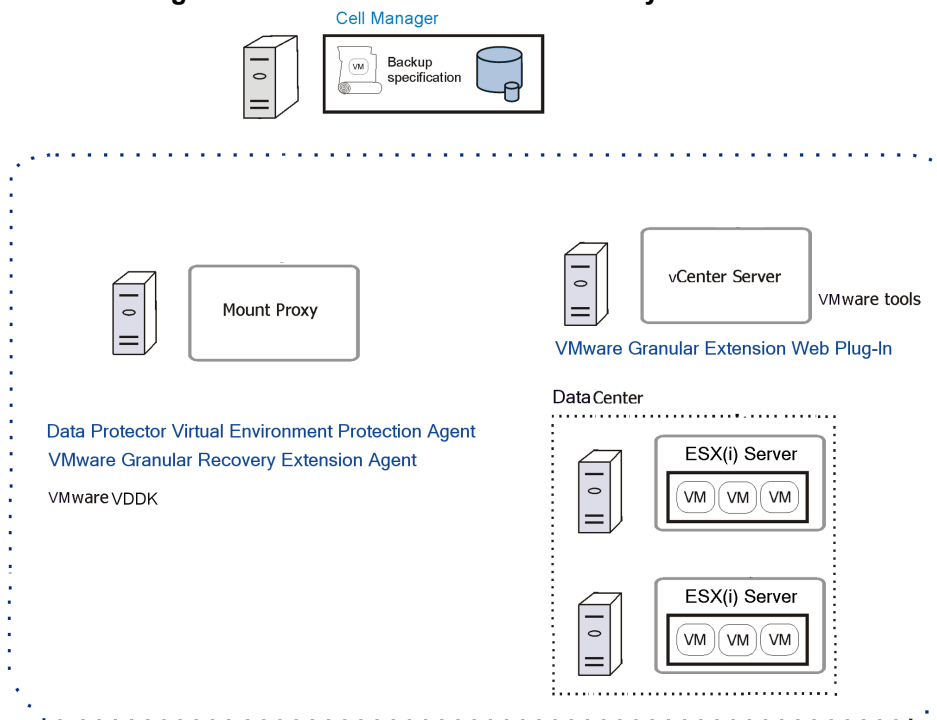 Cell Manager
VM
Backup
specification
Mount Proxy
vCenter Server
VMware tools
VMware Granular Extension Web Plug-In
Data Center
Data Protector Virtual Environment Protection Agent
VMware Granular Recovery Extension Agent
VMware VDDK
ESX(i) Server
VM VM VM
ESX(i) Server
VM VM VM